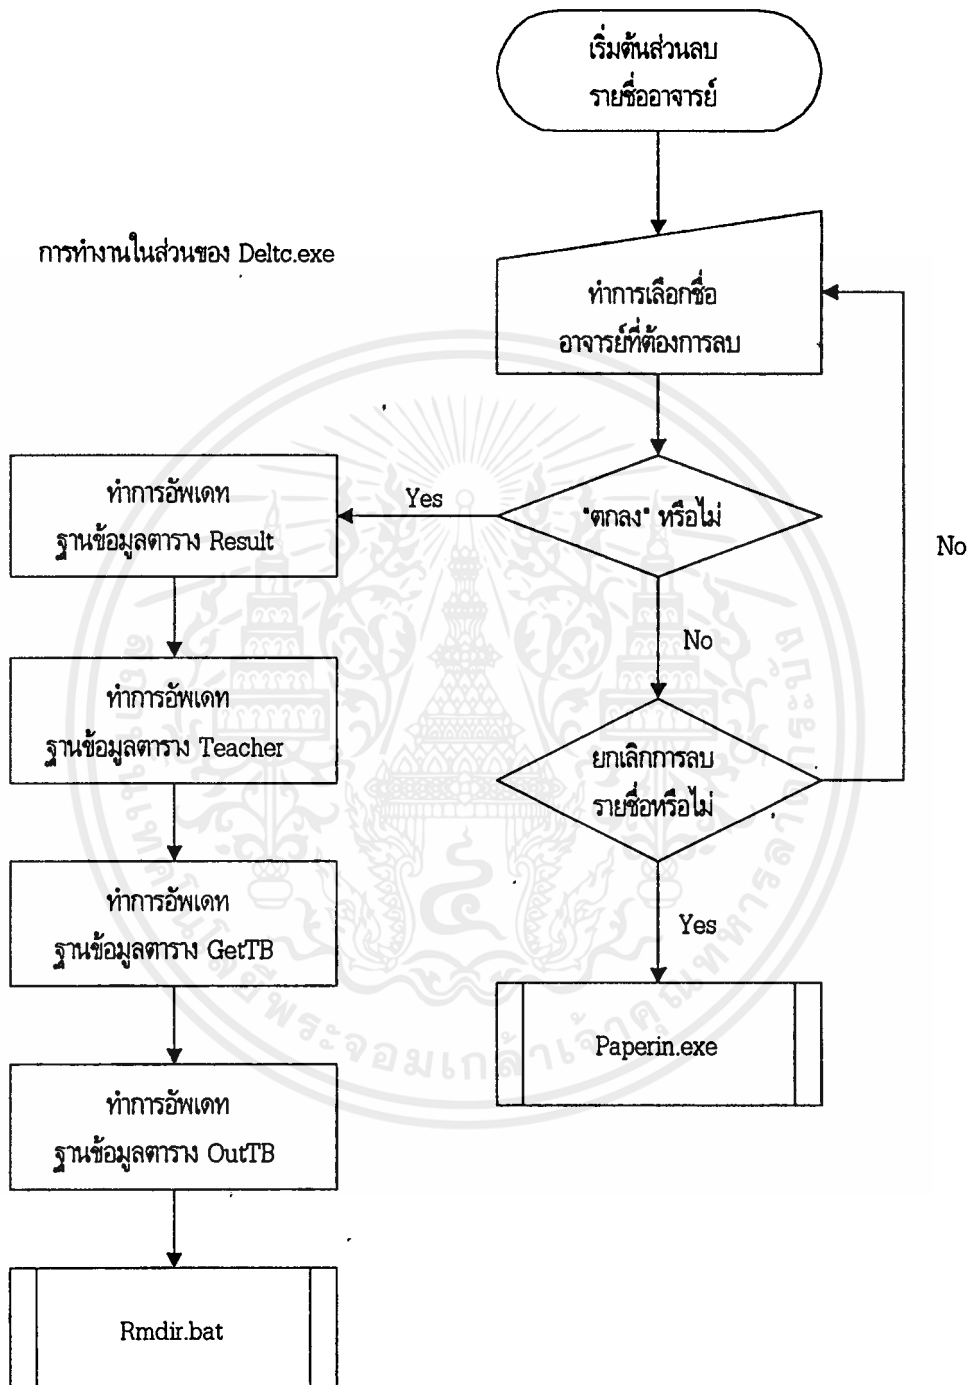 เริ่มต้นส่วนลบ
รายชื่ออาจารย์
การทำงานในส่วนของ Deltc.exe
ทำการเลือกชื่อ
อาจารย์ที่ต้องการลบ
"ตกลง" หรือไม่
Yes
No
No
ทำการอัพเดท
ฐานข้อมูลตาราง Result
ทำการอัพเดท
ฐานข้อมูลตาราง Teacher
ยกเลิกการลบ
รายชื่อหรือไม่
Yes
ทำการอัพเดท
ฐานข้อมูลตาราง GetTB
Paperin.exe
ทำการอัพเดท
ฐานข้อมูลตาราง OutTB
Rmdir.bat